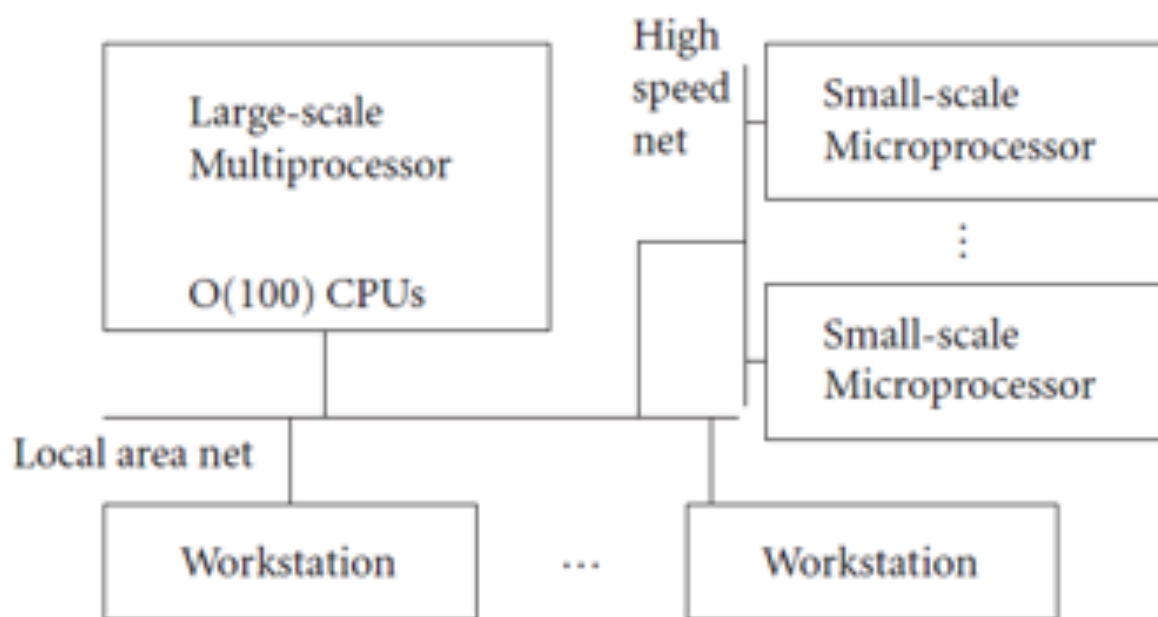 Large-scale
Multiprocessor
O(100) CPUs
High
speed
net
Small-scale
Microprocessor
⋮
Small-scale
Microprocessor
Local area net
Workstation
...
Workstation